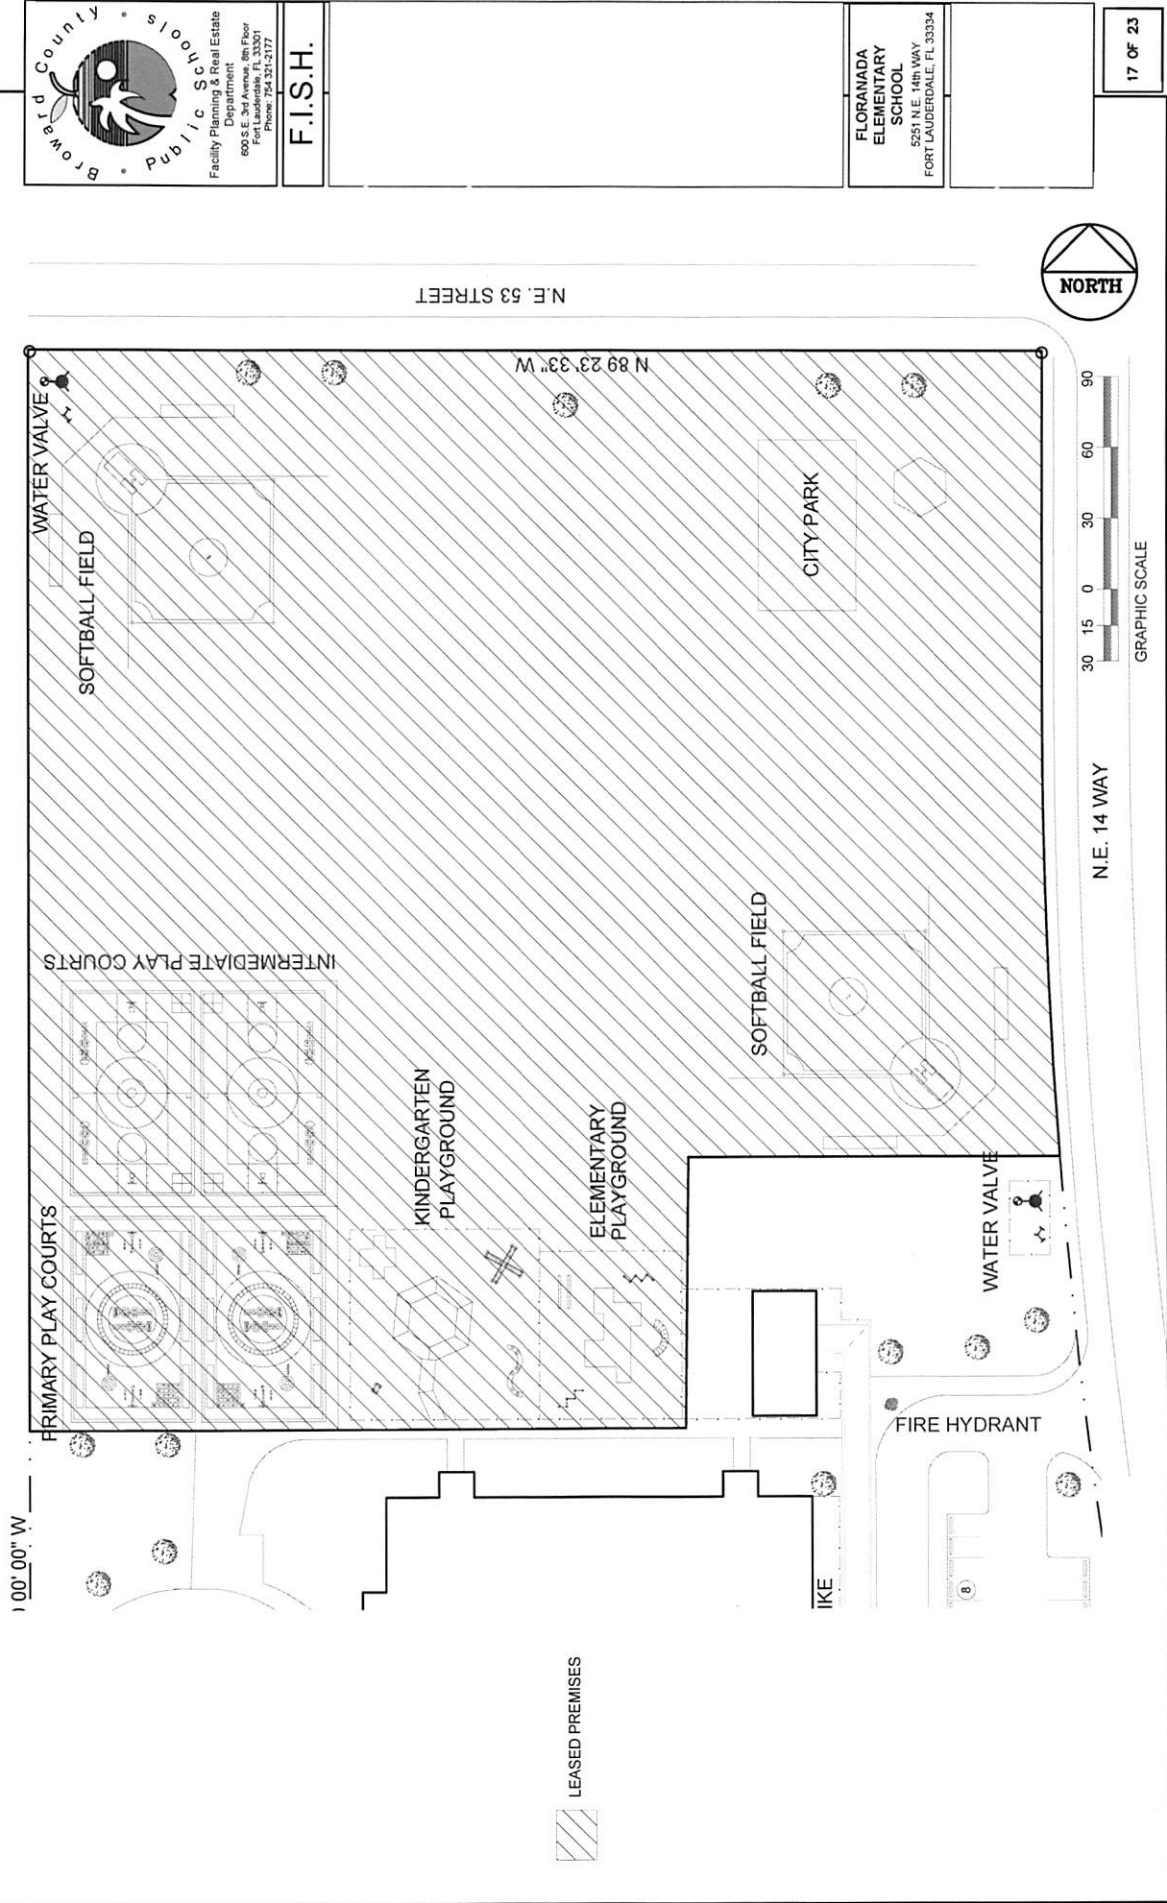 Broward County
Public Schools
Facility Planning & Real Estate
Department
600 S.E. 3rd Avenue, 8th Floor
Fort Lauderdale, FL 33301
Phone: 754 321-2177
F.I.S.H.
FLORANADA
ELEMENTARY
SCHOOL
5251 N.E. 14th WAY
FORT LAUDERDALE, FL 33334
17 OF 23
NORTH
N.E. 53 STREET
N 89 23' 33" W
WATER VALVE
SOFTBALL FIELD
CITY PARK
90
60
30
0
15
30
GRAPHIC SCALE
N.E. 14 WAY
INTERMEDIATE PLAY COURTS
SOFTBALL FIELD
KINDERGARTEN
PLAYGROUND
ELEMENTARY
PLAYGROUND
PRIMARY PLAY COURTS
WATER VALVE
FIRE HYDRANT
00' 00" W
IKE
8
LEASED PREMISES